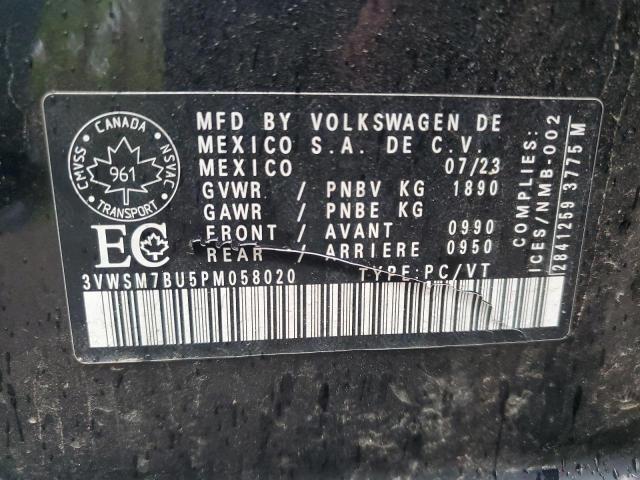 CANADA
CMVSS
NSVAC
961
TRANSPORT
EC
MFD BY VOLKSWAGEN DE
MEXICO S.A. DE C.V.
MEXICO 07/23
GVWR / PNBV KG 1890
GAWR / PNBE KG
FRONT / AVANT 0990
REAR / ARRIERE 0950
3VWSM7BU5PM058020 TYPE:PC/VT
COMPLIES:
ICES/NMB-002
2841259 3775M